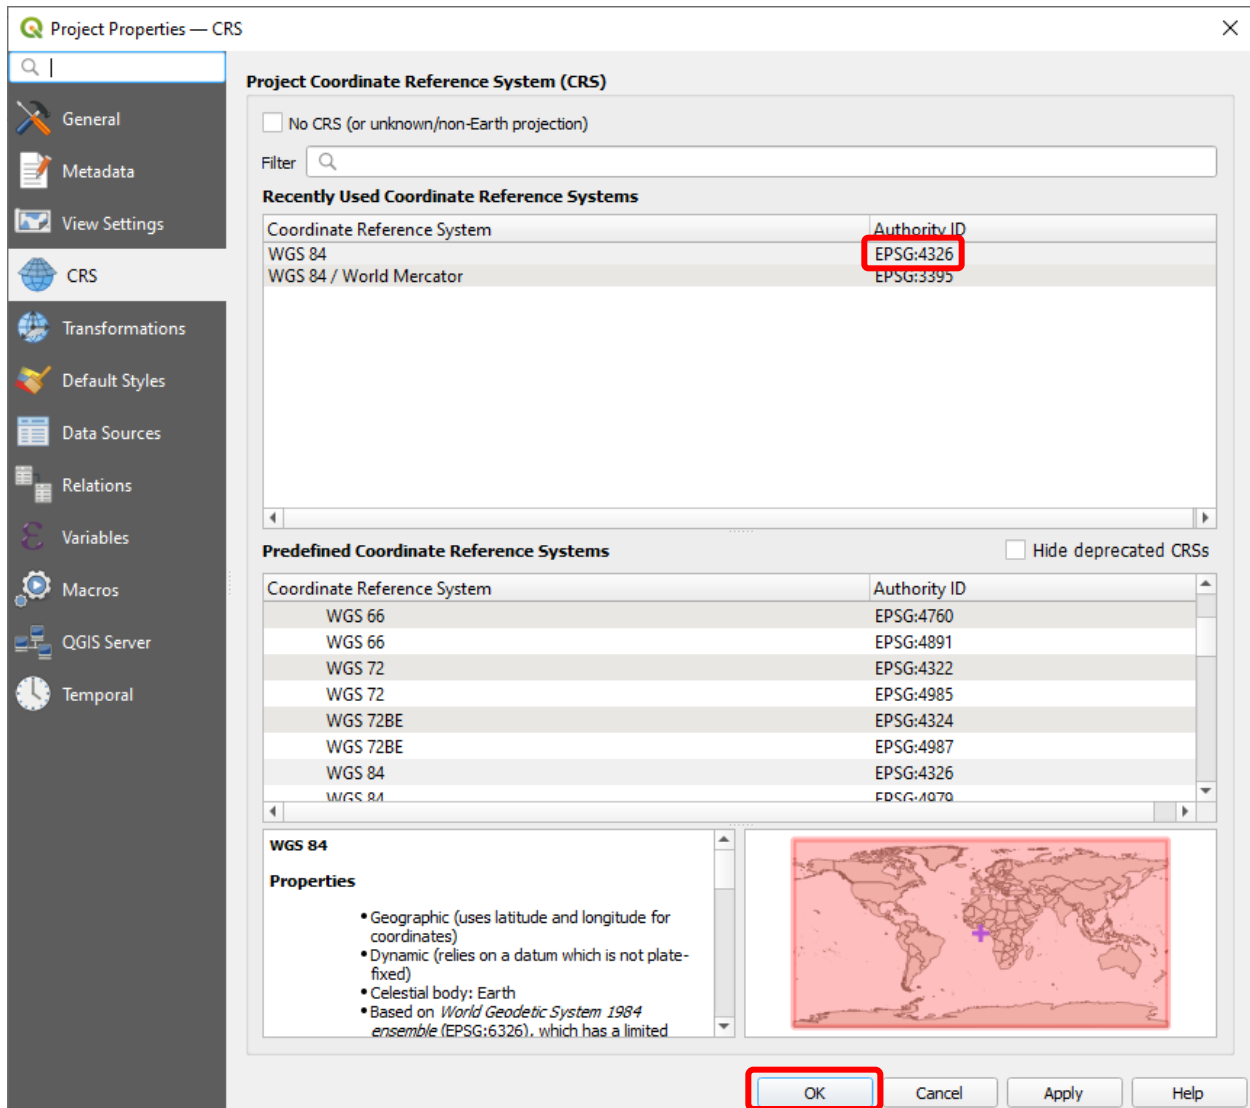 Project Properties — CRS
General
Metadata
View Settings
CRS
Transformations
Default Styles
Data Sources
Relations
Variables
Macros
QGIS Server
Temporal
Project Coordinate Reference System (CRS)
No CRS (or unknown/non-Earth projection)
Filter
Recently Used Coordinate Reference Systems
Coordinate Reference System Authority ID
WGS 84 EPSG:4326
WGS 84 / World Mercator EPSG:3395
Predefined Coordinate Reference Systems Hide deprecated CRSs
Coordinate Reference System Authority ID
WGS 66 EPSG:4760
WGS 66 EPSG:4891
WGS 72 EPSG:4322
WGS 72 EPSG:4985
WGS 72BE EPSG:4324
WGS 72BE EPSG:4987
WGS 84 EPSG:4326
WGS 84 EPSG:4979
WGS 84
Properties
• Geographic (uses latitude and longitude for
coordinates)
• Dynamic (relies on a datum which is not plate-
fixed)
• Celestial body: Earth
• Based on World Geodetic System 1984
ensemble (EPSG:6326), which has a limited
OK Cancel Apply Help